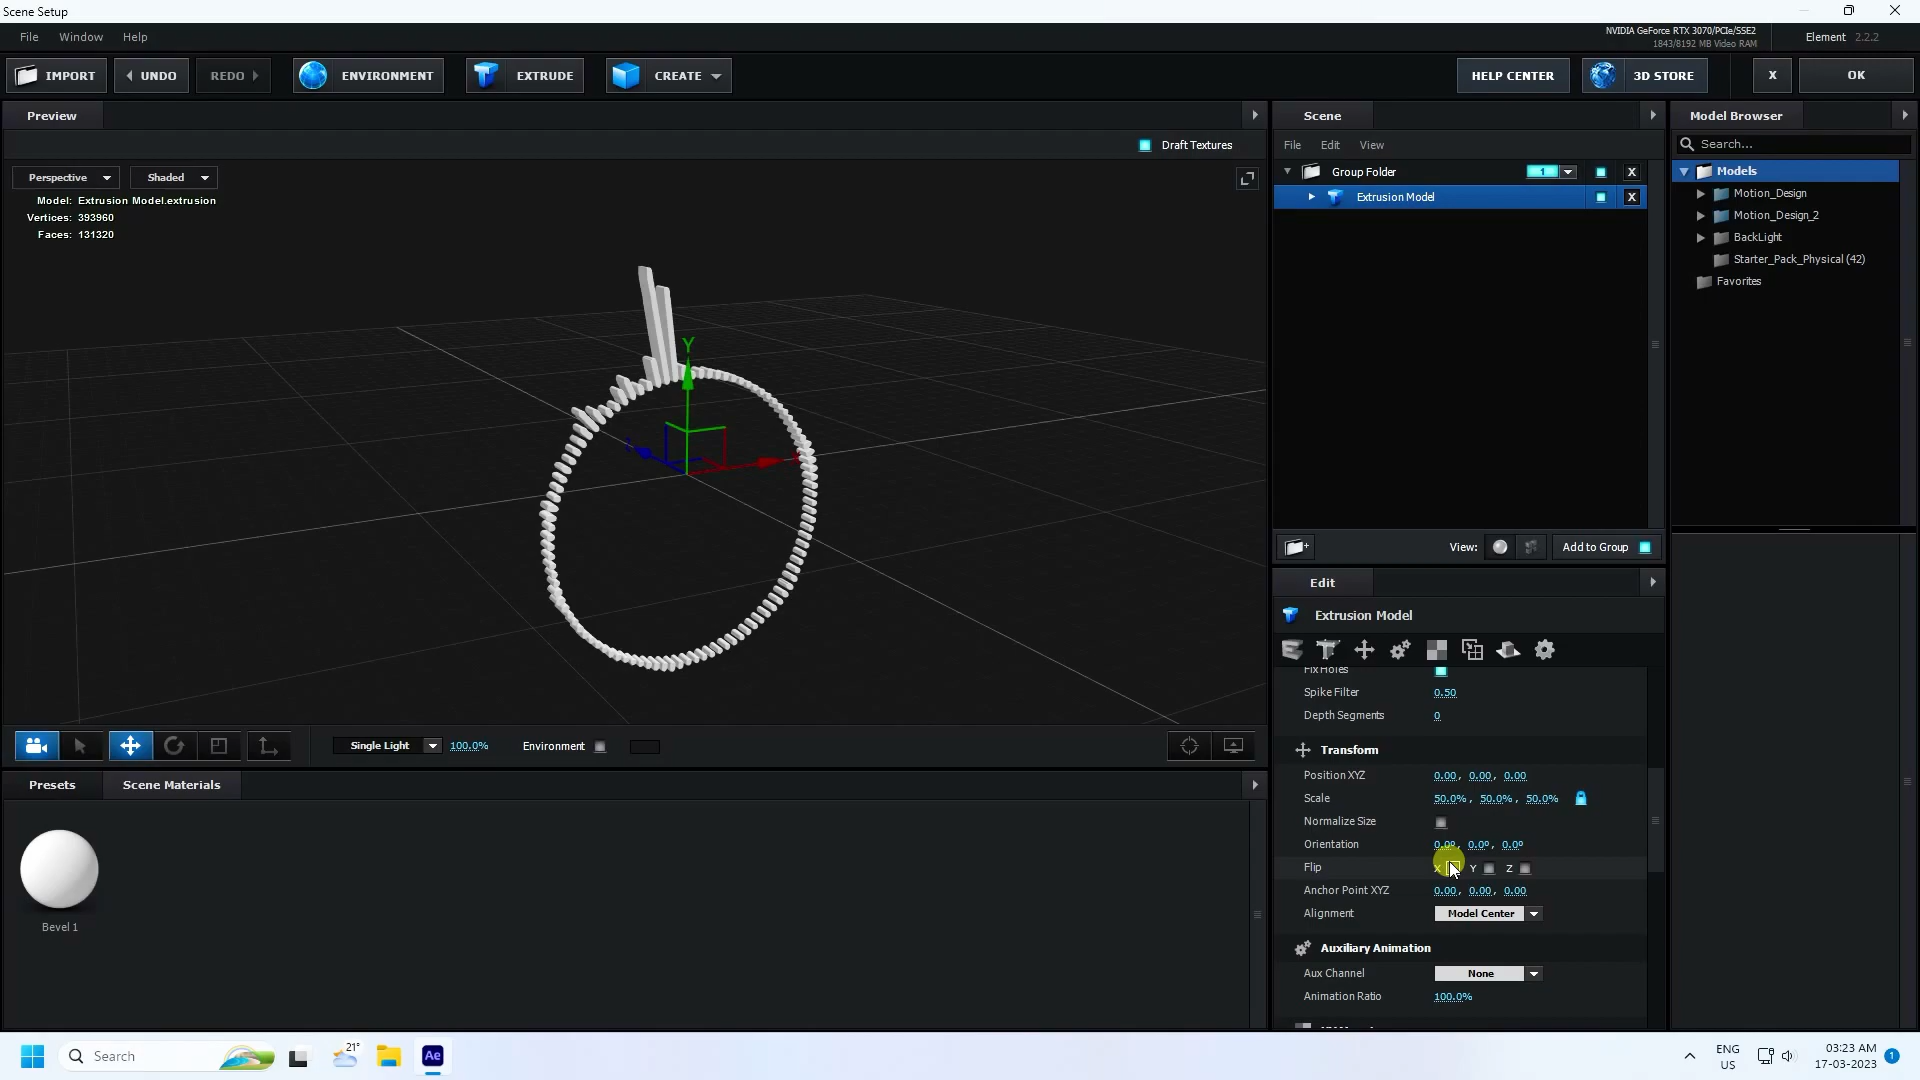 Scene Setup
File Window Help
NVIDIA GeForce RTX 3070/PCIe/SSE2
1843/8192 MB Video RAM
Element 2.2.2
IMPORT UNDO REDO ENVIRONMENT EXTRUDE CREATE HELP CENTER 3D STORE X OK
Preview
Draft Textures
Perspective Shaded
Model: Extrusion Model.extrusion
Vertices: 393960
Faces: 131320
Y
Single Light 100.0% Environment
Presets Scene Materials
Bevel 1
Scene
File Edit View
Group Folder 1 X
Extrusion Model X
View: Add to Group
Edit
Extrusion Model
Fix Holes
Spike Filter 0.50
Depth Segments 0
Transform
Position XYZ 0.00, 0.00, 0.00
Scale 50.0%, 50.0%, 50.0%
Normalize Size
Orientation 0.0º, 0.0º, 0.0º
Flip X Y Z
Anchor Point XYZ 0.00, 0.00, 0.00
Alignment Model Center
Auxiliary Animation
Aux Channel None
Animation Ratio 100.0%
Model Browser
Search...
Models
Motion_Design
Motion_Design_2
BackLight
Starter_Pack_Physical (42)
Favorites
Search
21°
Ae
ENG
US
03:23 AM
17-03-2023
1